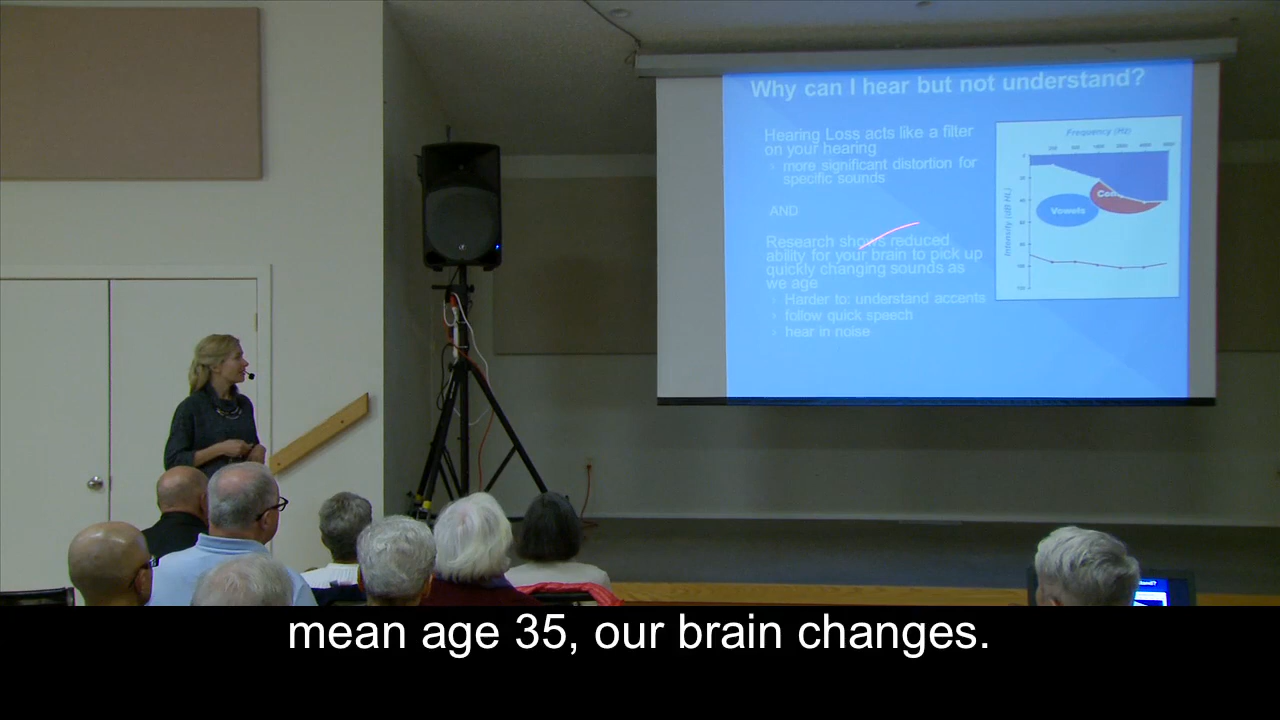 Why can I hear but not understand?
Hearing Loss acts like a filter
on your hearing
more significant distortion for
specific sounds
AND
Research shows reduced
ability for your brain to pick up
quickly changing sounds as
we age
Harder to: understand accents
follow quick speech
hear in noise
Frequency (Hz)
Intensity (dB HL)
Vowels
mean age 35, our brain changes.